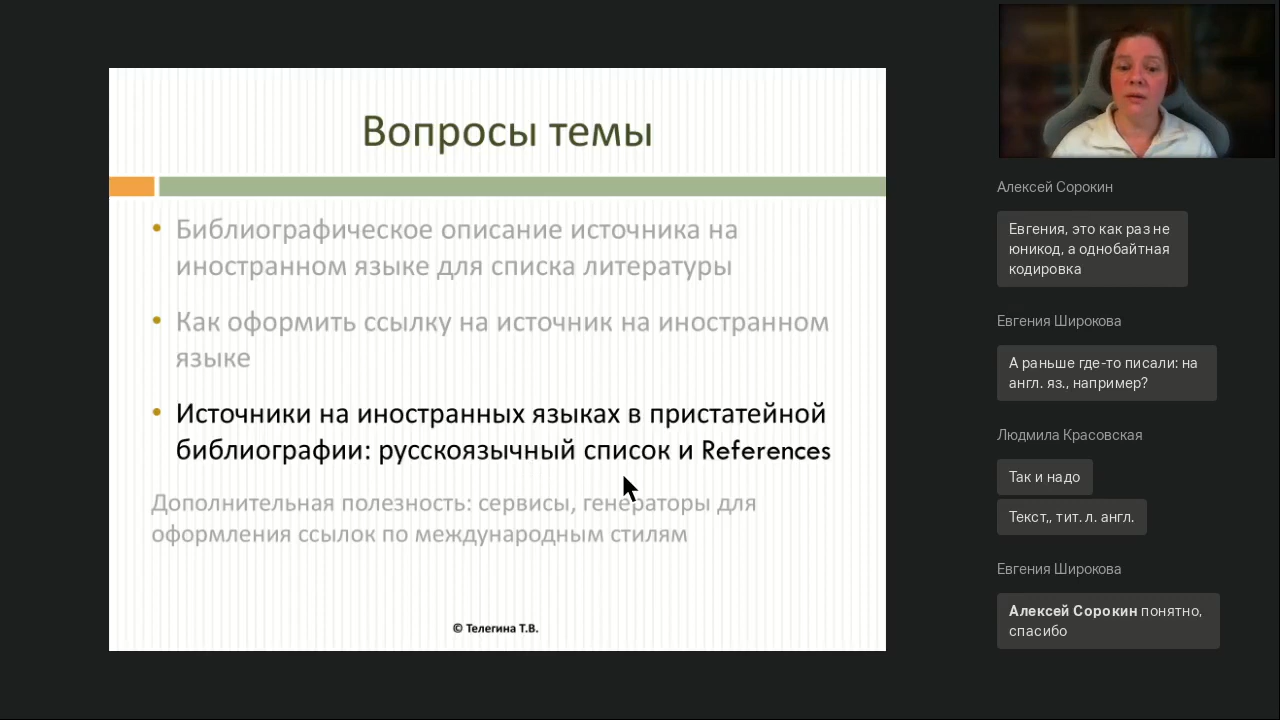 Вопросы темы
• Библиографическое описание источника на
иностранном языке для списка литературы
• Как оформить ссылку на источник на иностранном
языке
• Источники на иностранных языках в пристатейной
библиографии: русскоязычный список и References
Дополнительная полезность: сервисы, генераторы для
оформления ссылок по международным стилям
© Телегина Т.В.
Алексей Сорокин
Евгения, это как раз не
юникод, а однобайтная
кодировка
Евгения Широкова
А раньше где-то писали: на
англ. яз., например?
Людмила Красовская
Так и надо
Текст,, тит. л. англ.
Евгения Широкова
Алексей Сорокин понятно,
спасибо